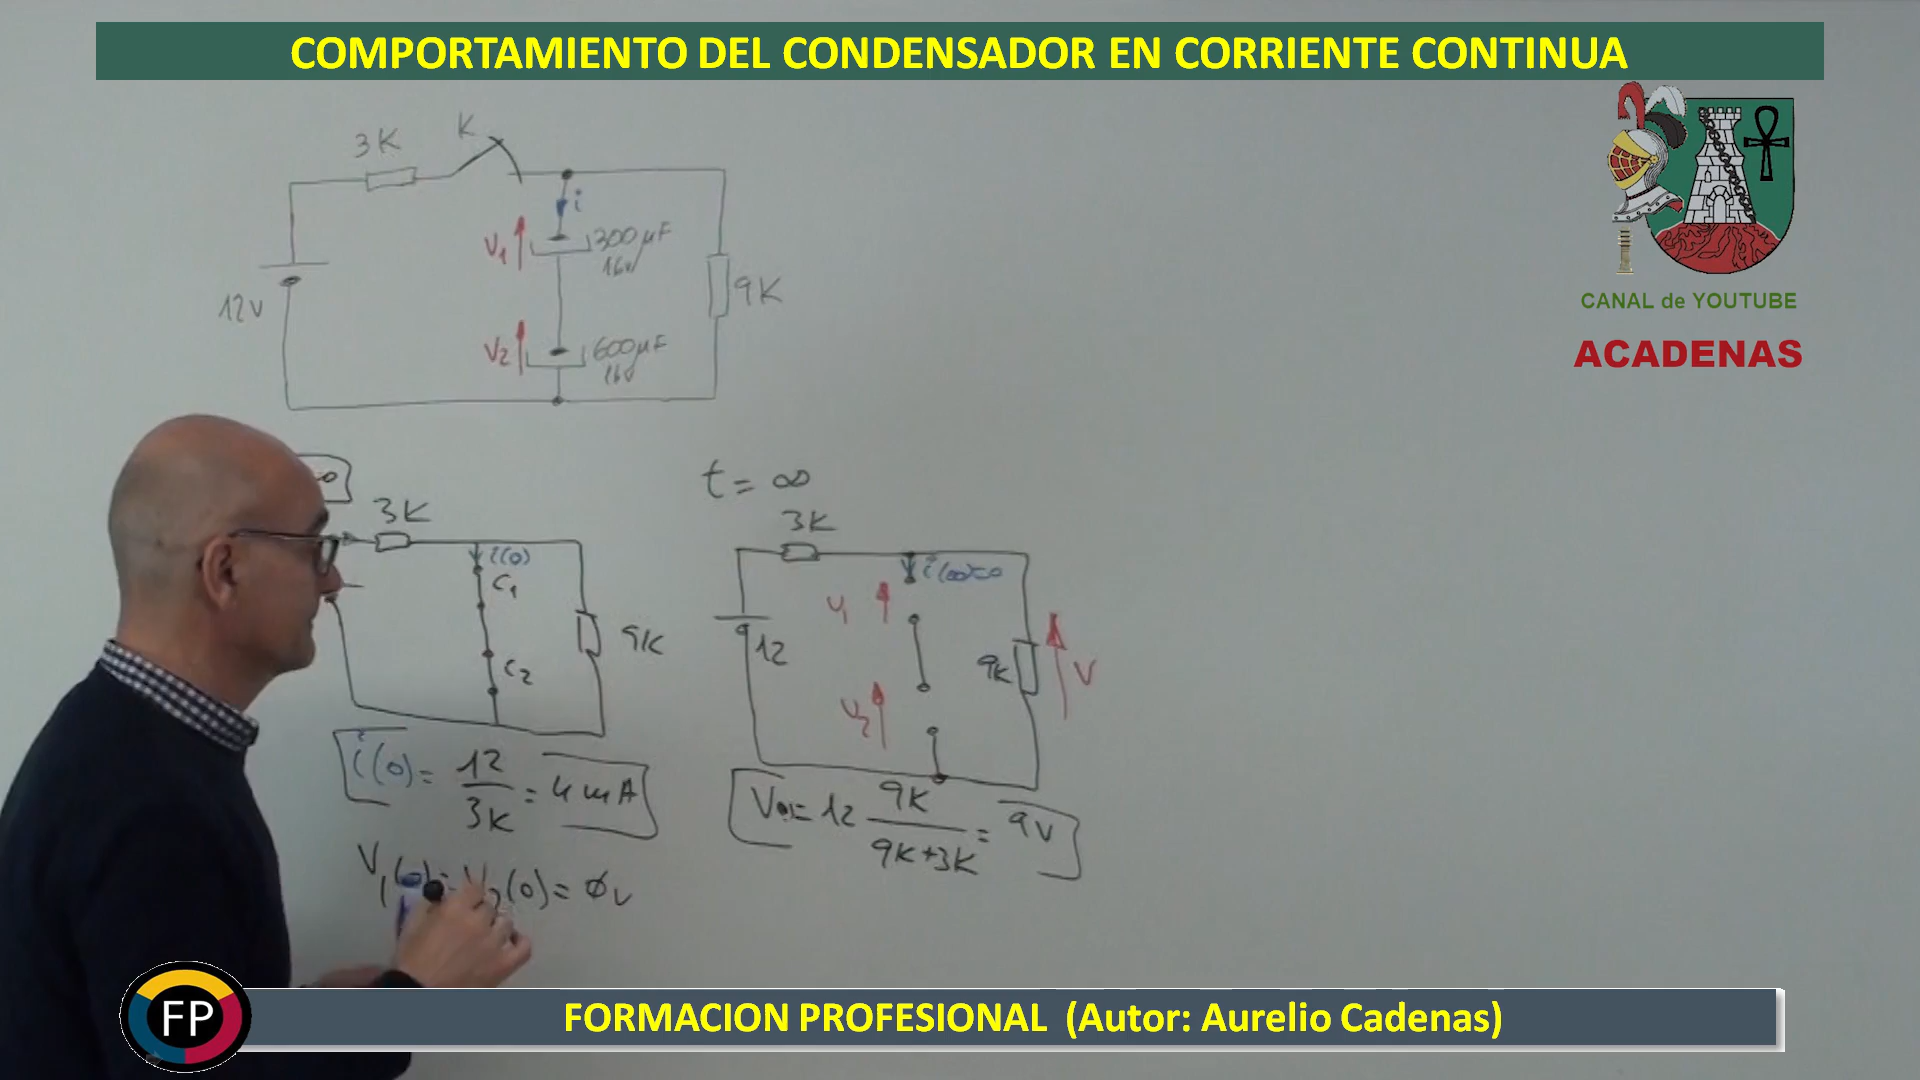 COMPORTAMIENTO DEL CONDENSADOR EN CORRIENTE CONTINUA
CANAL de YOUTUBE
ACADENAS
3K
K
i
V1
300µF
16v
12v
9K
V2
600µF
16v
3K
i(0)
C1
9K
C2
i(0) = 12/3K = 4mA
V1(0) = V2(0) = ØV
t = ∞
3K
i(∞)=0
V1
12
9K
V
V2
= 12 9K/9K+3K = 9V
FP
FORMACION PROFESIONAL (Autor: Aurelio Cadenas)